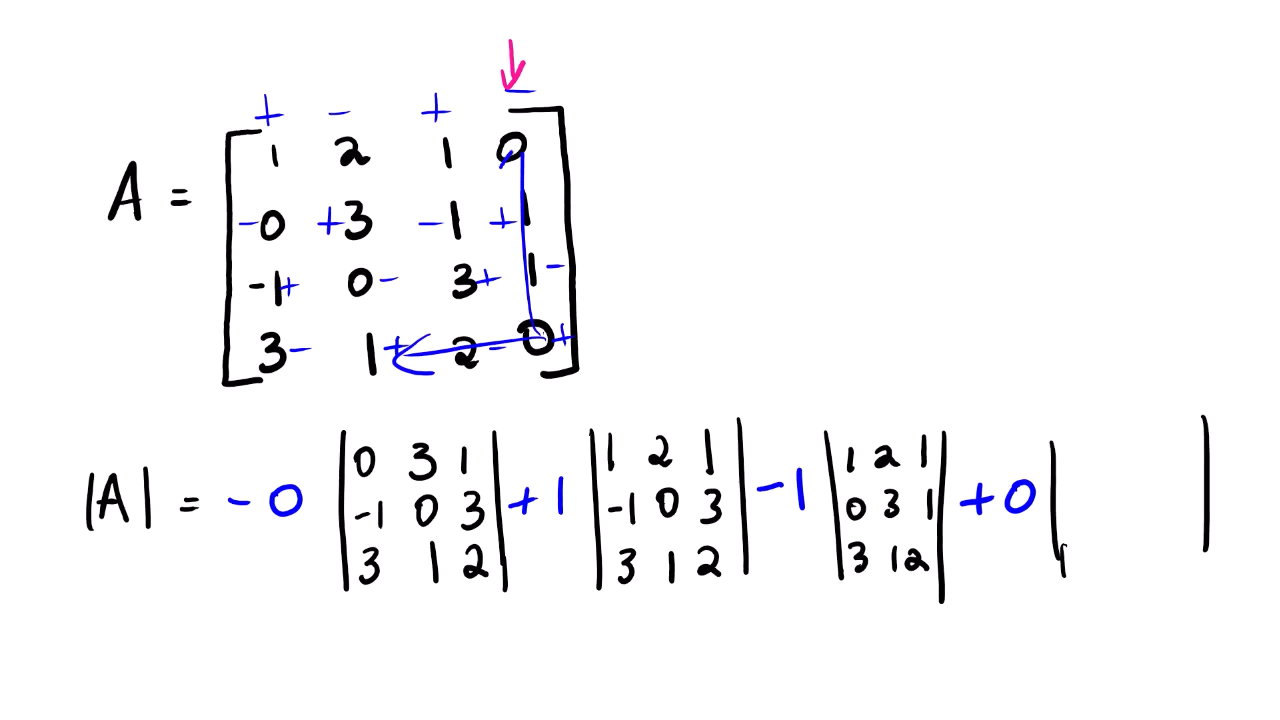 + - + -
1 2 1 0
A = -0 +3 -1 +1
-1+ 0- 3+ 1-
3- 1+ 2- 0+
0 3 1 1 2 1 1 2 1
|A| = -0 -1 0 3 +1 -1 0 3 -1 0 3 1 +0
3 1 2 3 1 2 3 1 2